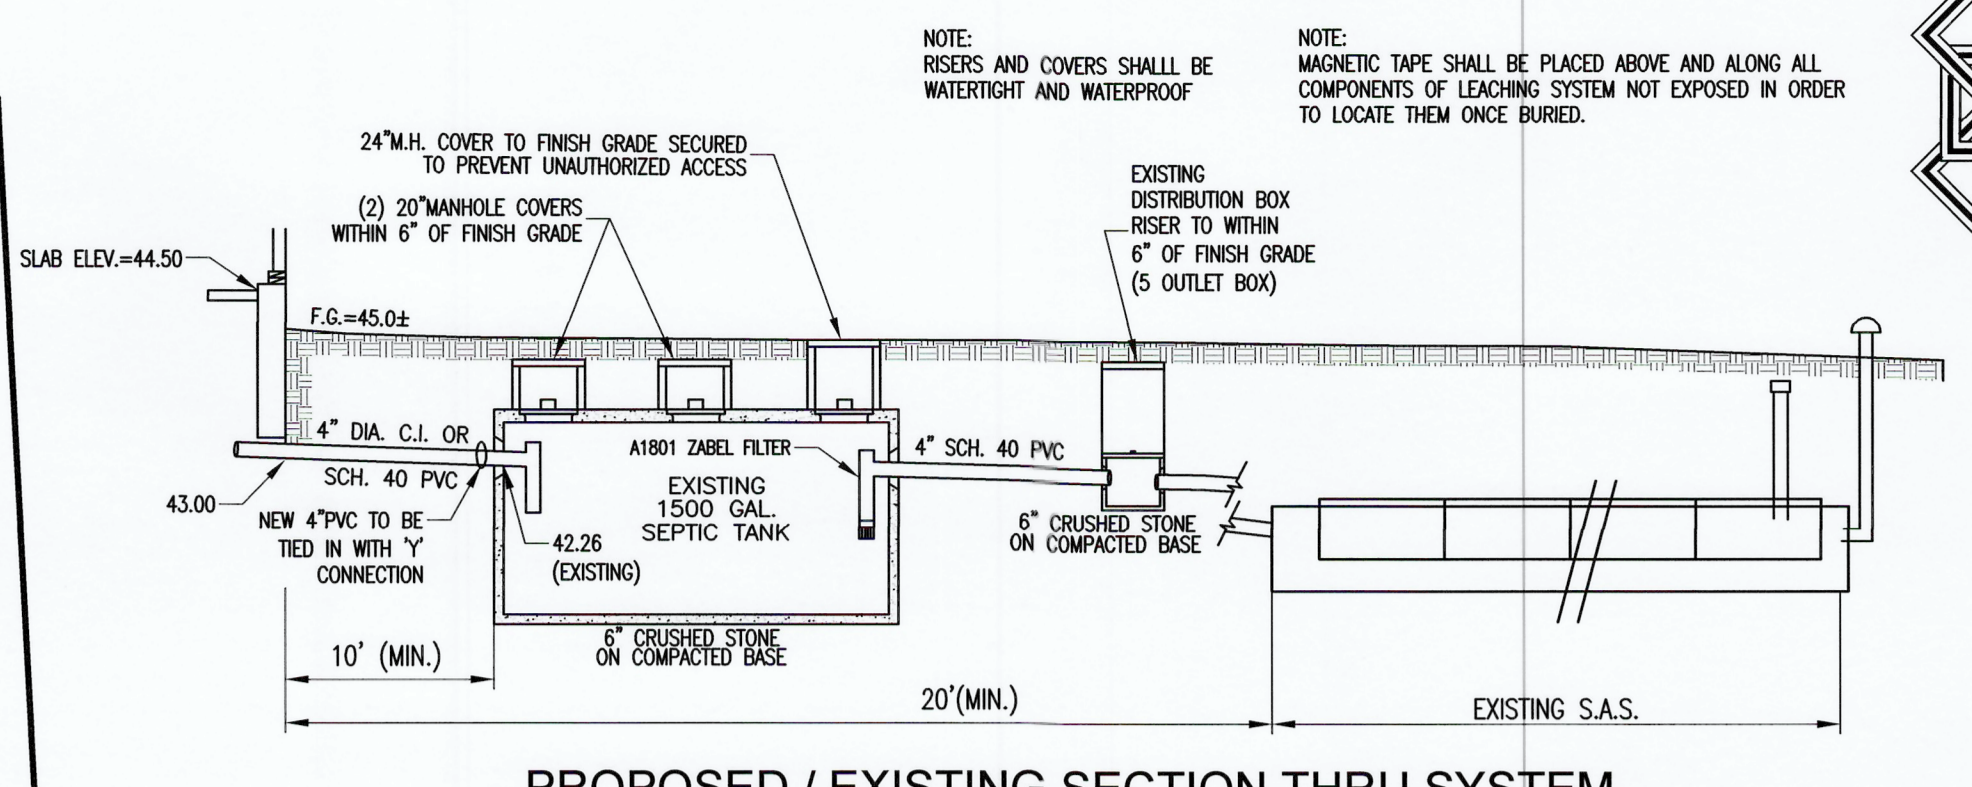 NOTE:
RISERS AND COVERS SHALLL BE
WATERTIGHT AND WATERPROOF
NOTE:
MAGNETIC TAPE SHALL BE PLACED ABOVE AND ALONG ALL
COMPONENTS OF LEACHING SYSTEM NOT EXPOSED IN ORDER
TO LOCATE THEM ONCE BURIED.
24"M.H. COVER TO FINISH GRADE SECURED
TO PREVENT UNAUTHORIZED ACCESS
(2) 20"MANHOLE COVERS
WITHIN 6" OF FINISH GRADE
EXISTING
DISTRIBUTION BOX
RISER TO WITHIN
6" OF FINISH GRADE
(5 OUTLET BOX)
SLAB ELEV.=44.50
F.G.=45.0±
4" DIA. C.I. OR
SCH. 40 PVC
43.00
NEW 4"PVC TO BE
TIED IN WITH 'Y'
CONNECTION
A1801 ZABEL FILTER
EXISTING
1500 GAL.
SEPTIC TANK
42.26
(EXISTING)
4" SCH. 40 PVC
6" CRUSHED STONE
ON COMPACTED BASE
6" CRUSHED STONE
ON COMPACTED BASE
10' (MIN.)
20'(MIN.)
EXISTING S.A.S.
PROPOSED / EXISTING SECTION THRU SYSTEM